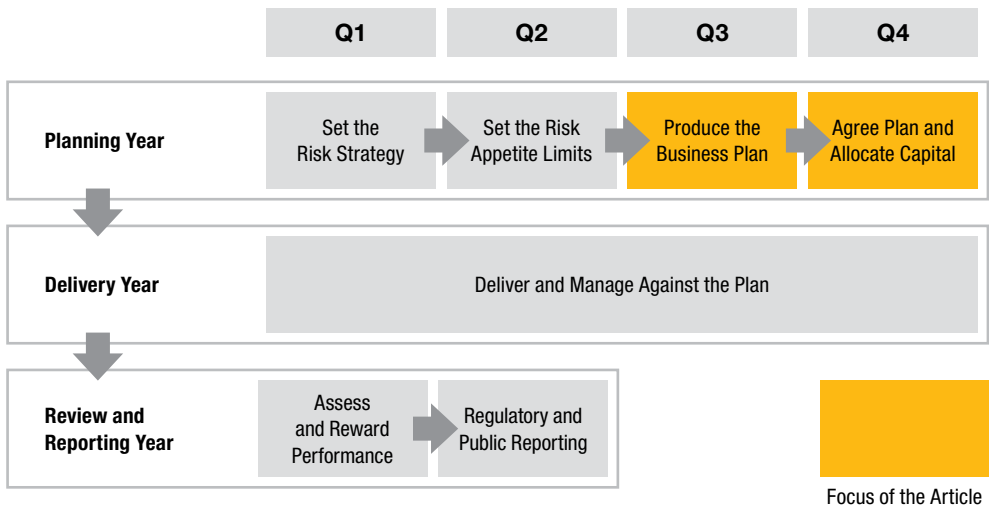 Q1
Q2
Q3
Q4
Planning Year
Set the
Risk Strategy
Set the Risk
Appetite Limits
Produce the
Business Plan
Agree Plan and
Allocate Capital
Delivery Year
Deliver and Manage Against the Plan
Review and
Reporting Year
Assess
and Reward
Performance
Regulatory and
Public Reporting
Focus of the Article